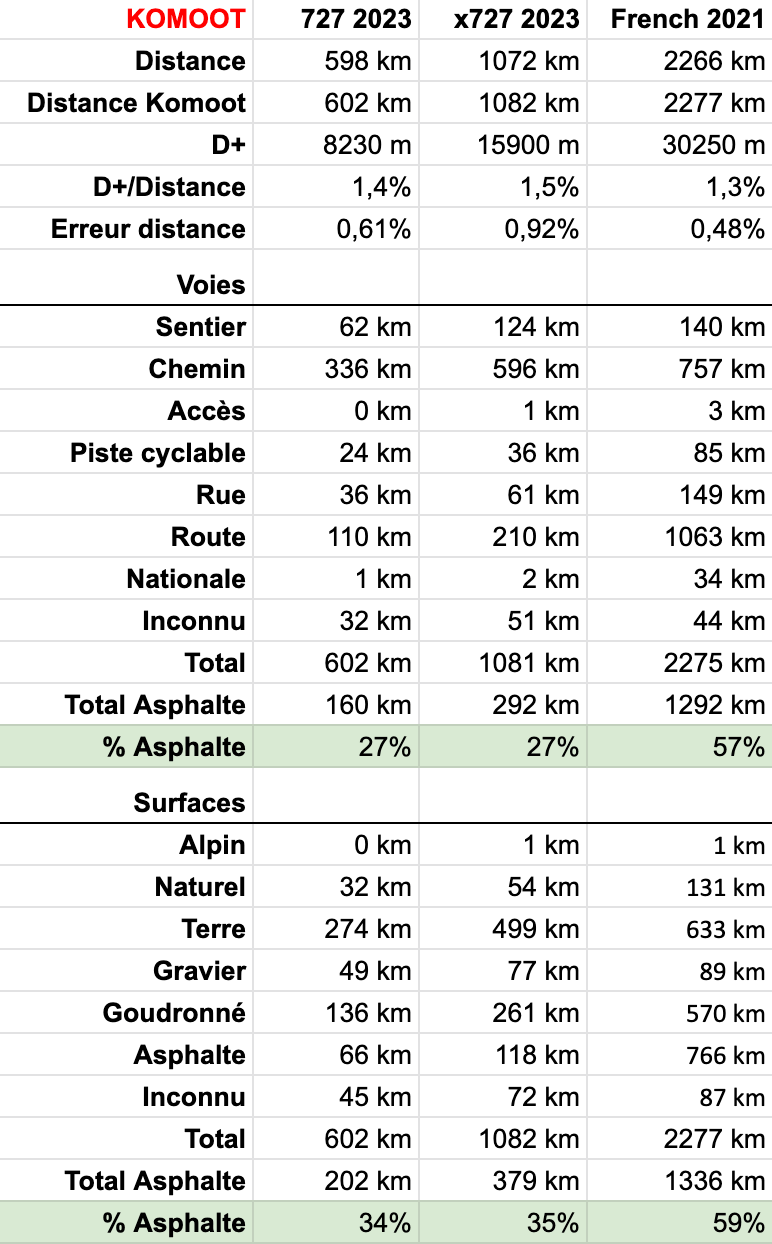 KOMOOT 727 2023 x727 2023 French 2021
Distance 598 km 1072 km 2266 km
Distance Komoot 602 km 1082 km 2277 km
D+ 8230 m 15900 m 30250 m
D+/Distance 1,4% 1,5% 1,3%
Erreur distance 0,61% 0,92% 0,48%
Voies
Sentier 62 km 124 km 140 km
Chemin 336 km 596 km 757 km
Accès 0 km 1 km 3 km
Piste cyclable 24 km 36 km 85 km
Rue 36 km 61 km 149 km
Route 110 km 210 km 1063 km
Nationale 1 km 2 km 34 km
Inconnu 32 km 51 km 44 km
Total 602 km 1081 km 2275 km
Total Asphalte 160 km 292 km 1292 km
% Asphalte 27% 27% 57%
Surfaces
Alpin 0 km 1 km 1 km
Naturel 32 km 54 km 131 km
Terre 274 km 499 km 633 km
Gravier 49 km 77 km 89 km
Goudronné 136 km 261 km 570 km
Asphalte 66 km 118 km 766 km
Inconnu 45 km 72 km 87 km
Total 602 km 1082 km 2277 km
Total Asphalte 202 km 379 km 1336 km
% Asphalte 34% 35% 59%